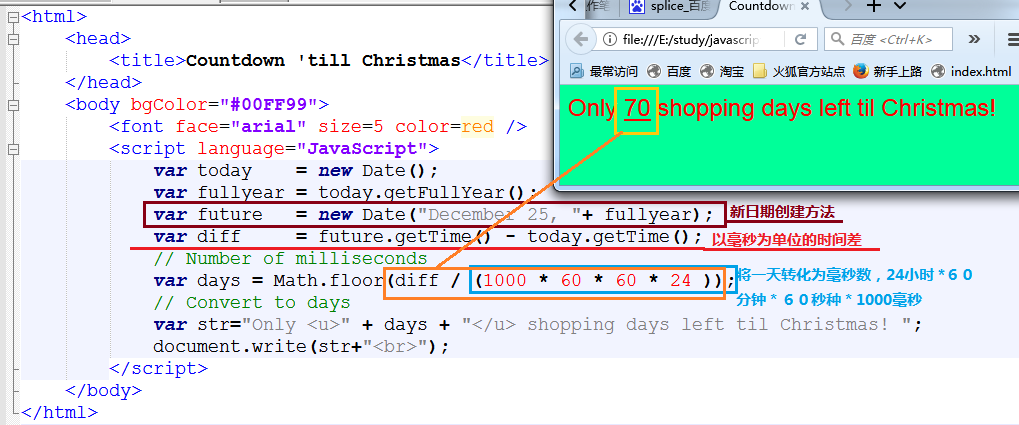 <html>
<head>
<title>Countdown 'till Christmas</title>
</head>
<body bgColor="#00FF99">
<font face="arial" size=5 color=red />
<script language="JavaScript">
var today = new Date();
var fullyear = today.getFullYear();
var future = new Date("December 25, "+ fullyear);
新日期创建方法
var diff = future.getTime() - today.getTime();
以毫秒为单位的时间差
// Number of milliseconds
var days = Math.floor(diff / (1000 * 60 * 60 * 24 ));
将一天转化为毫秒数，24小时 *６０
分钟 * ６０秒种 * 1000毫秒
// Convert to days
var str="Only <u>" + days + "</u> shopping days left til Christmas! ";
document.write(str+"<br>");
</script>
</body>
</html>
作笔 splice_百度 Countdown
file:///E:/study/javascrip 百度 <Ctrl+K>
最常访问 百度 淘宝 火狐官方站点 新手上路 index.html
Only 70 shopping days left til Christmas!